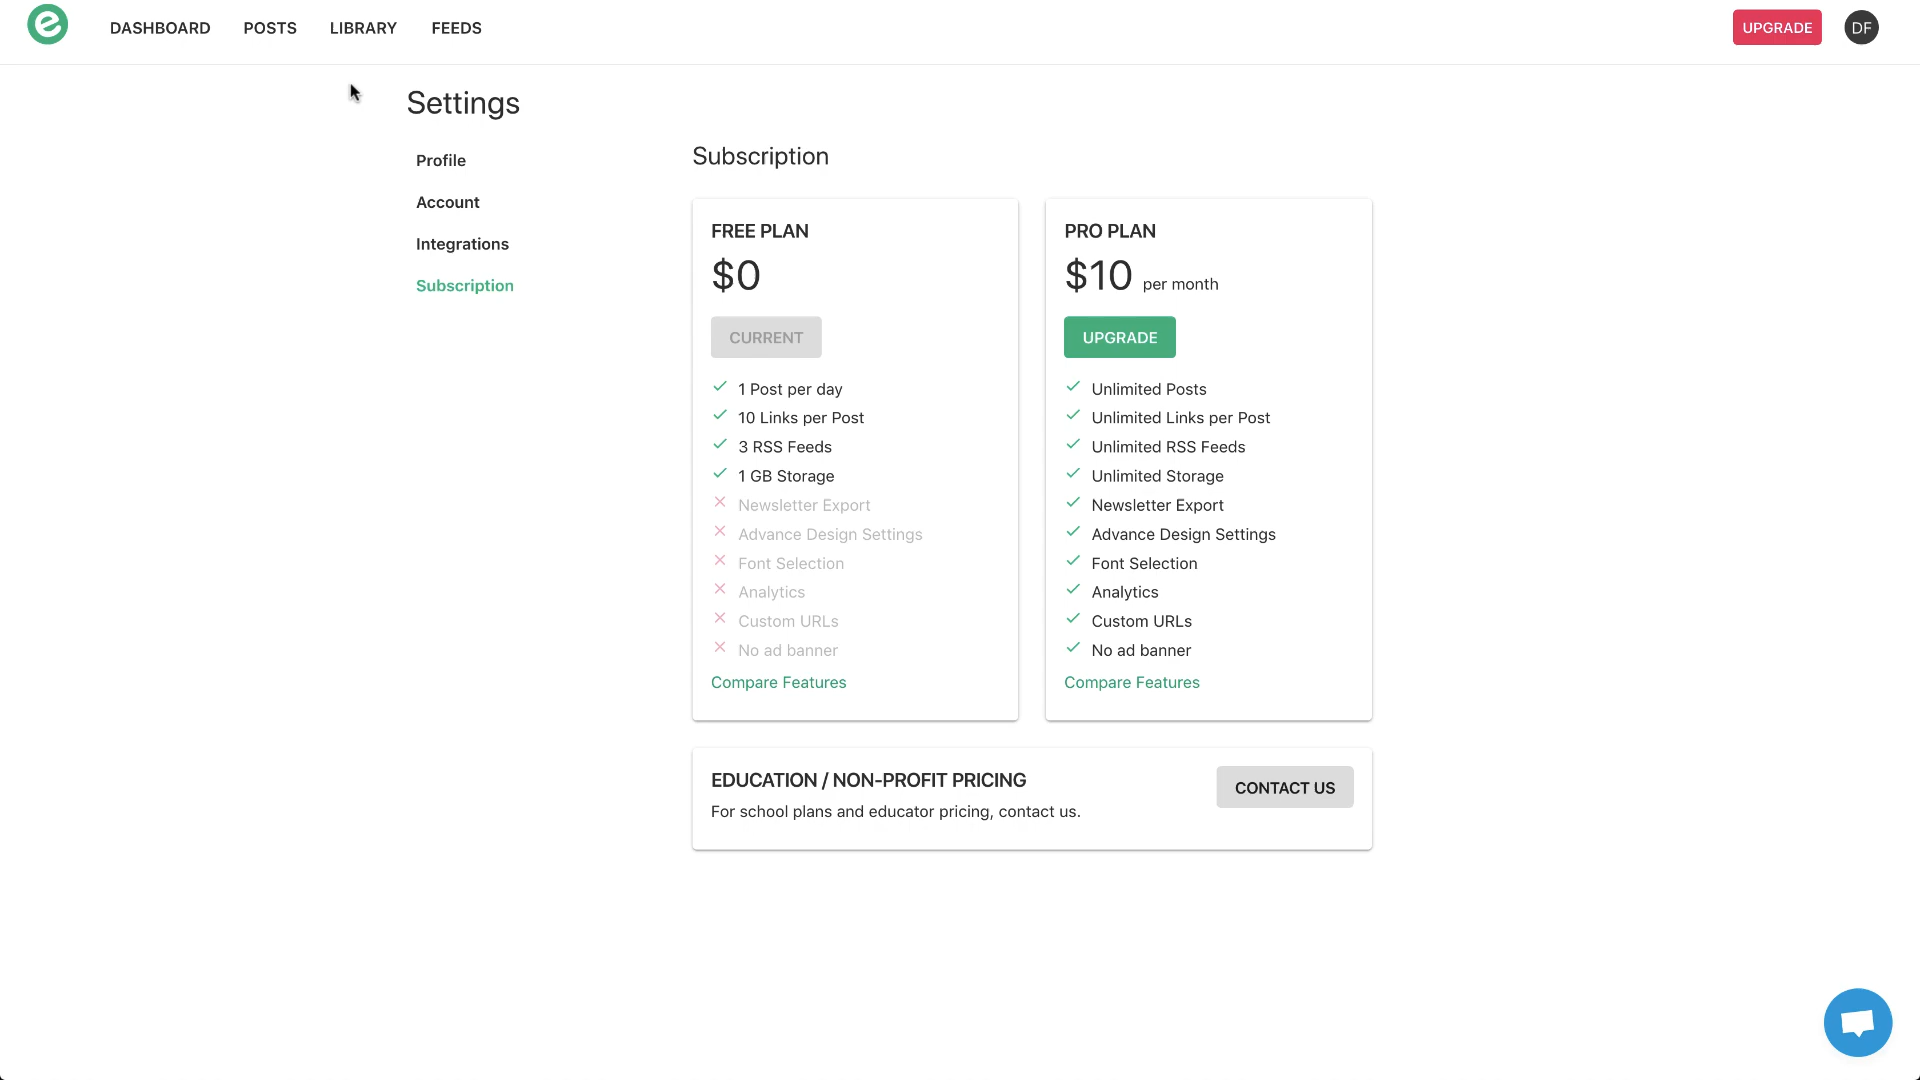 DASHBOARD POSTS LIBRARY FEEDS UPGRADE DF
Settings
Profile
Account
Integrations
Subscription
Subscription
FREE PLAN
$0
CURRENT
1 Post per day
10 Links per Post
3 RSS Feeds
1 GB Storage
Newsletter Export
Advance Design Settings
Font Selection
Analytics
Custom URLs
No ad banner
Compare Features
PRO PLAN
$10 per month
UPGRADE
Unlimited Posts
Unlimited Links per Post
Unlimited RSS Feeds
Unlimited Storage
Newsletter Export
Advance Design Settings
Font Selection
Analytics
Custom URLs
No ad banner
Compare Features
EDUCATION / NON-PROFIT PRICING
For school plans and educator pricing, contact us.
CONTACT US